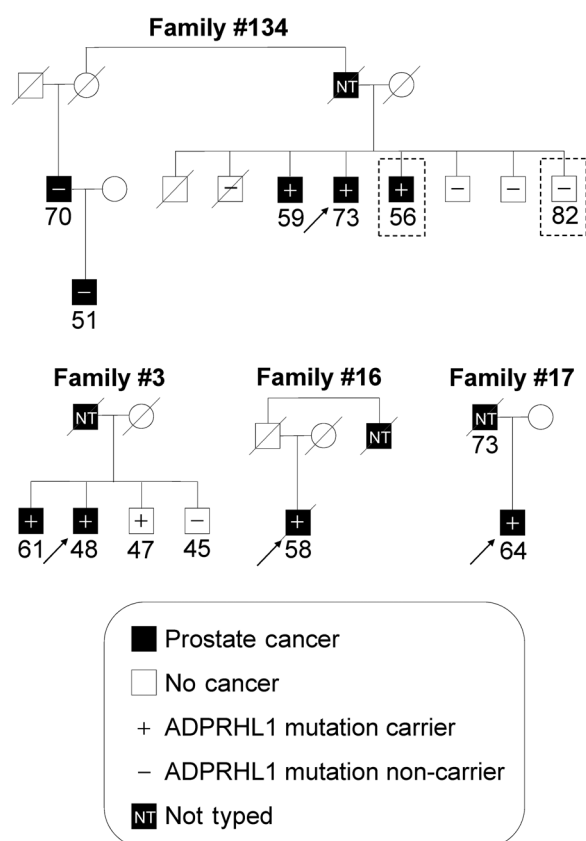 Family #134
NT
− + + + − − −
70 59 73 56 82
−
51
Family #3 Family #16 Family #17
NT NT NT
73
+ + + − + +
61 48 47 45 58 64
Prostate cancer
No cancer
+ ADPRHL1 mutation carrier
− ADPRHL1 mutation non-carrier
NT Not typed